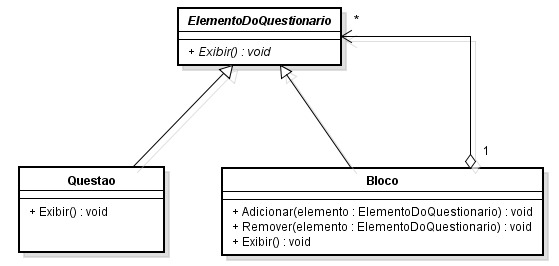 ElementoDoQuestionario
*
+ Exibir() : void
1
Questao
+ Exibir() : void
Bloco
+ Adicionar(elemento : ElementoDoQuestionario) : void
+ Remover(elemento : ElementoDoQuestionario) : void
+ Exibir() : void